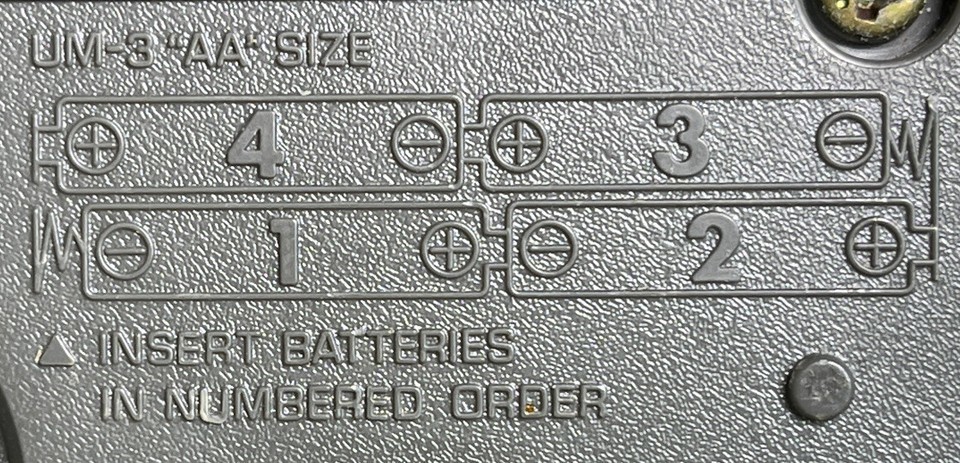 UM-3 "AA" SIZE
⊕ 4 ⊖ ⊕ 3 ⊖
⊖ 1 ⊕ ⊖ 2 ⊕
△ INSERT BATTERIES
IN NUMBERED ORDER